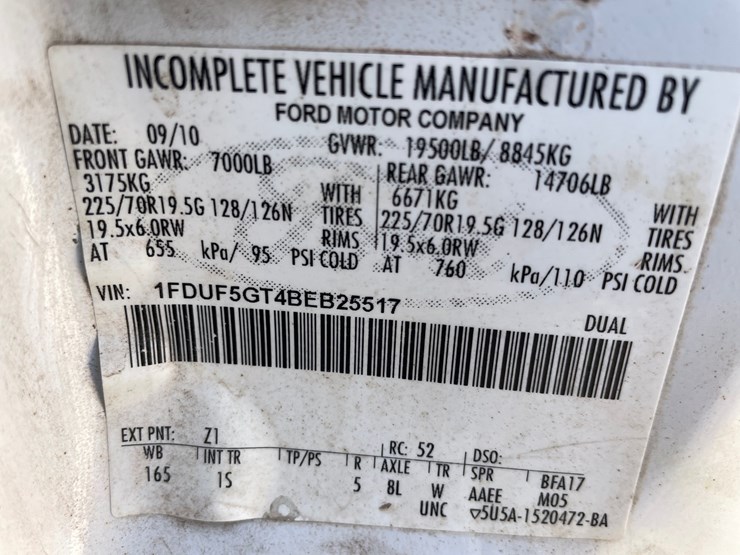 INCOMPLETE VEHICLE MANUFACTURED BY
FORD MOTOR COMPANY
DATE: 09/10 GVWR: 19500LB/ 8845KG
FRONT GAWR: 7000LB REAR GAWR: 14706LB
3175KG WITH 6671KG WITH
225/70R19.5G 128/126N TIRES 225/70R19.5G 128/126N TIRES
19.5x6.0RW RIMS 19.5x6.0RW RIMS
AT 655 kPa/ 95 PSI COLD AT 760 kPa/110 PSI COLD
VIN: 1FDUF5GT4BEB25517 DUAL
EXT PNT: Z1 RC: 52 DSO:
WB INT TR TP/PS R AXLE TR SPR BFA17
165 1S 5 8L W AAEE M05
UNC ▽5U5A-1520472-BA